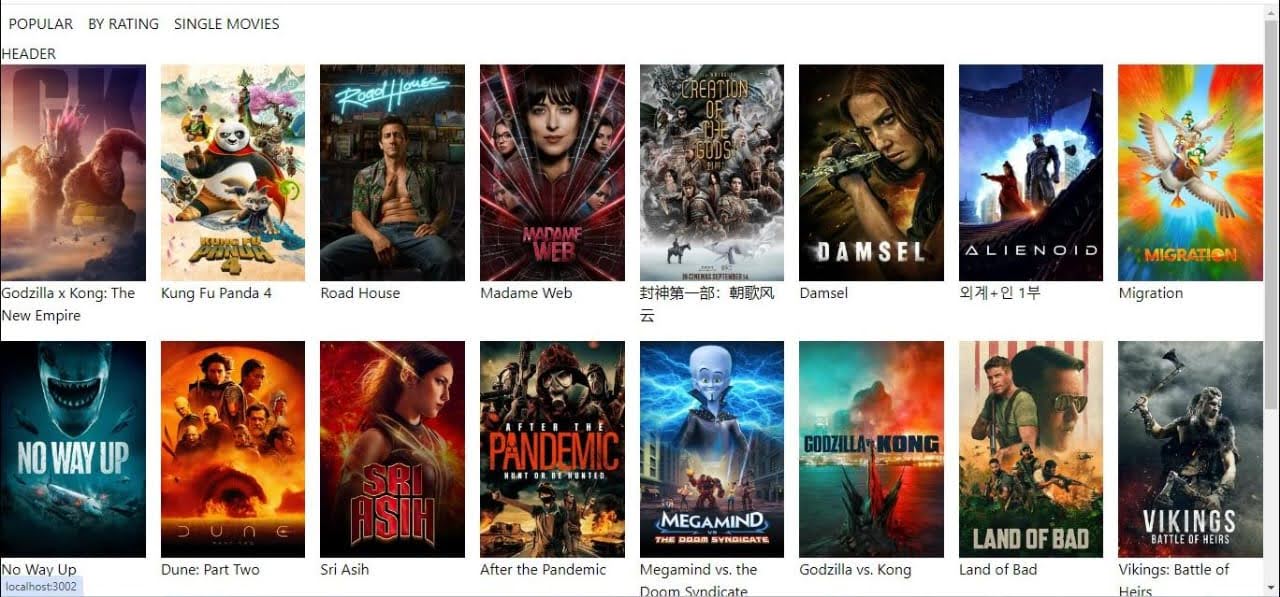 POPULAR BY RATING SINGLE MOVIES
HEADER
GK
Road House
KUNG FU
PANDA
4
MADAME
WEB
CREATION
OF
THE
GODS
IN CINEMAS SEPTEMBER 14
DAMSEL
ALIENOID
MIGRATION
Godzilla x Kong: The
New Empire
Kung Fu Panda 4
Road House
Madame Web
封神第一部：朝歌风
云
Damsel
외계+인 1부
Migration
NO WAY UP
DUNE
PART TWO
SRI
ASIH
AFTER THE
PANDEMIC
HUNT OR BE HUNTED
MEGAMIND
VS
THE DOOM SYNDICATE
GODZILLA VS. KONG
LAND OF BAD
VIKINGS
BATTLE OF HEIRS
No Way Up
Dune: Part Two
Sri Asih
After the Pandemic
Megamind vs. the
Doom Syndicate
Godzilla vs. Kong
Land of Bad
Vikings: Battle of
Heirs
localhost:3002